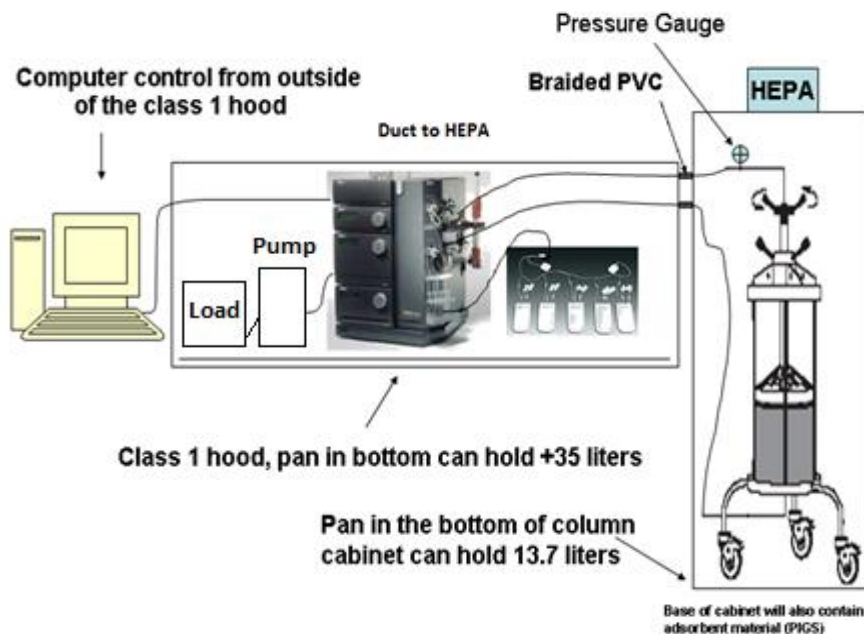 Pressure Gauge
Computer control from outside
of the class 1 hood
Braided PVC
HEPA
Duct to HEPA
Pump
Load
Class 1 hood, pan in bottom can hold +35 liters
Pan in the bottom of column
cabinet can hold 13.7 liters
Base of cabinet will also contain
adsorbent material (PIGS)